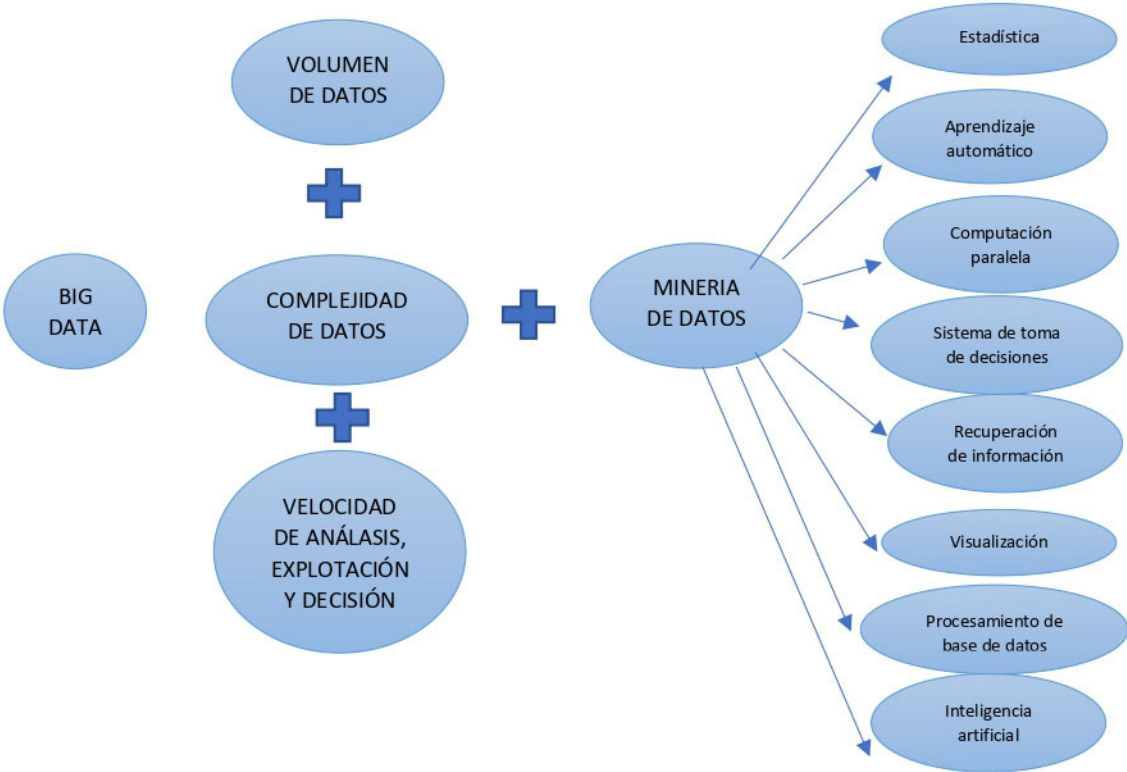 VOLUMEN
DE DATOS
BIG
DATA
COMPLEJIDAD
DE DATOS
VELOCIDAD
DE ANÁLASIS,
EXPLOTACIÓN
Y DECISIÓN
MINERIA
DE DATOS
Estadística
Aprendizaje
automático
Computación
paralela
Sistema de toma
de decisiones
Recuperación
de información
Visualización
Procesamiento de
base de datos
Inteligencia
artificial